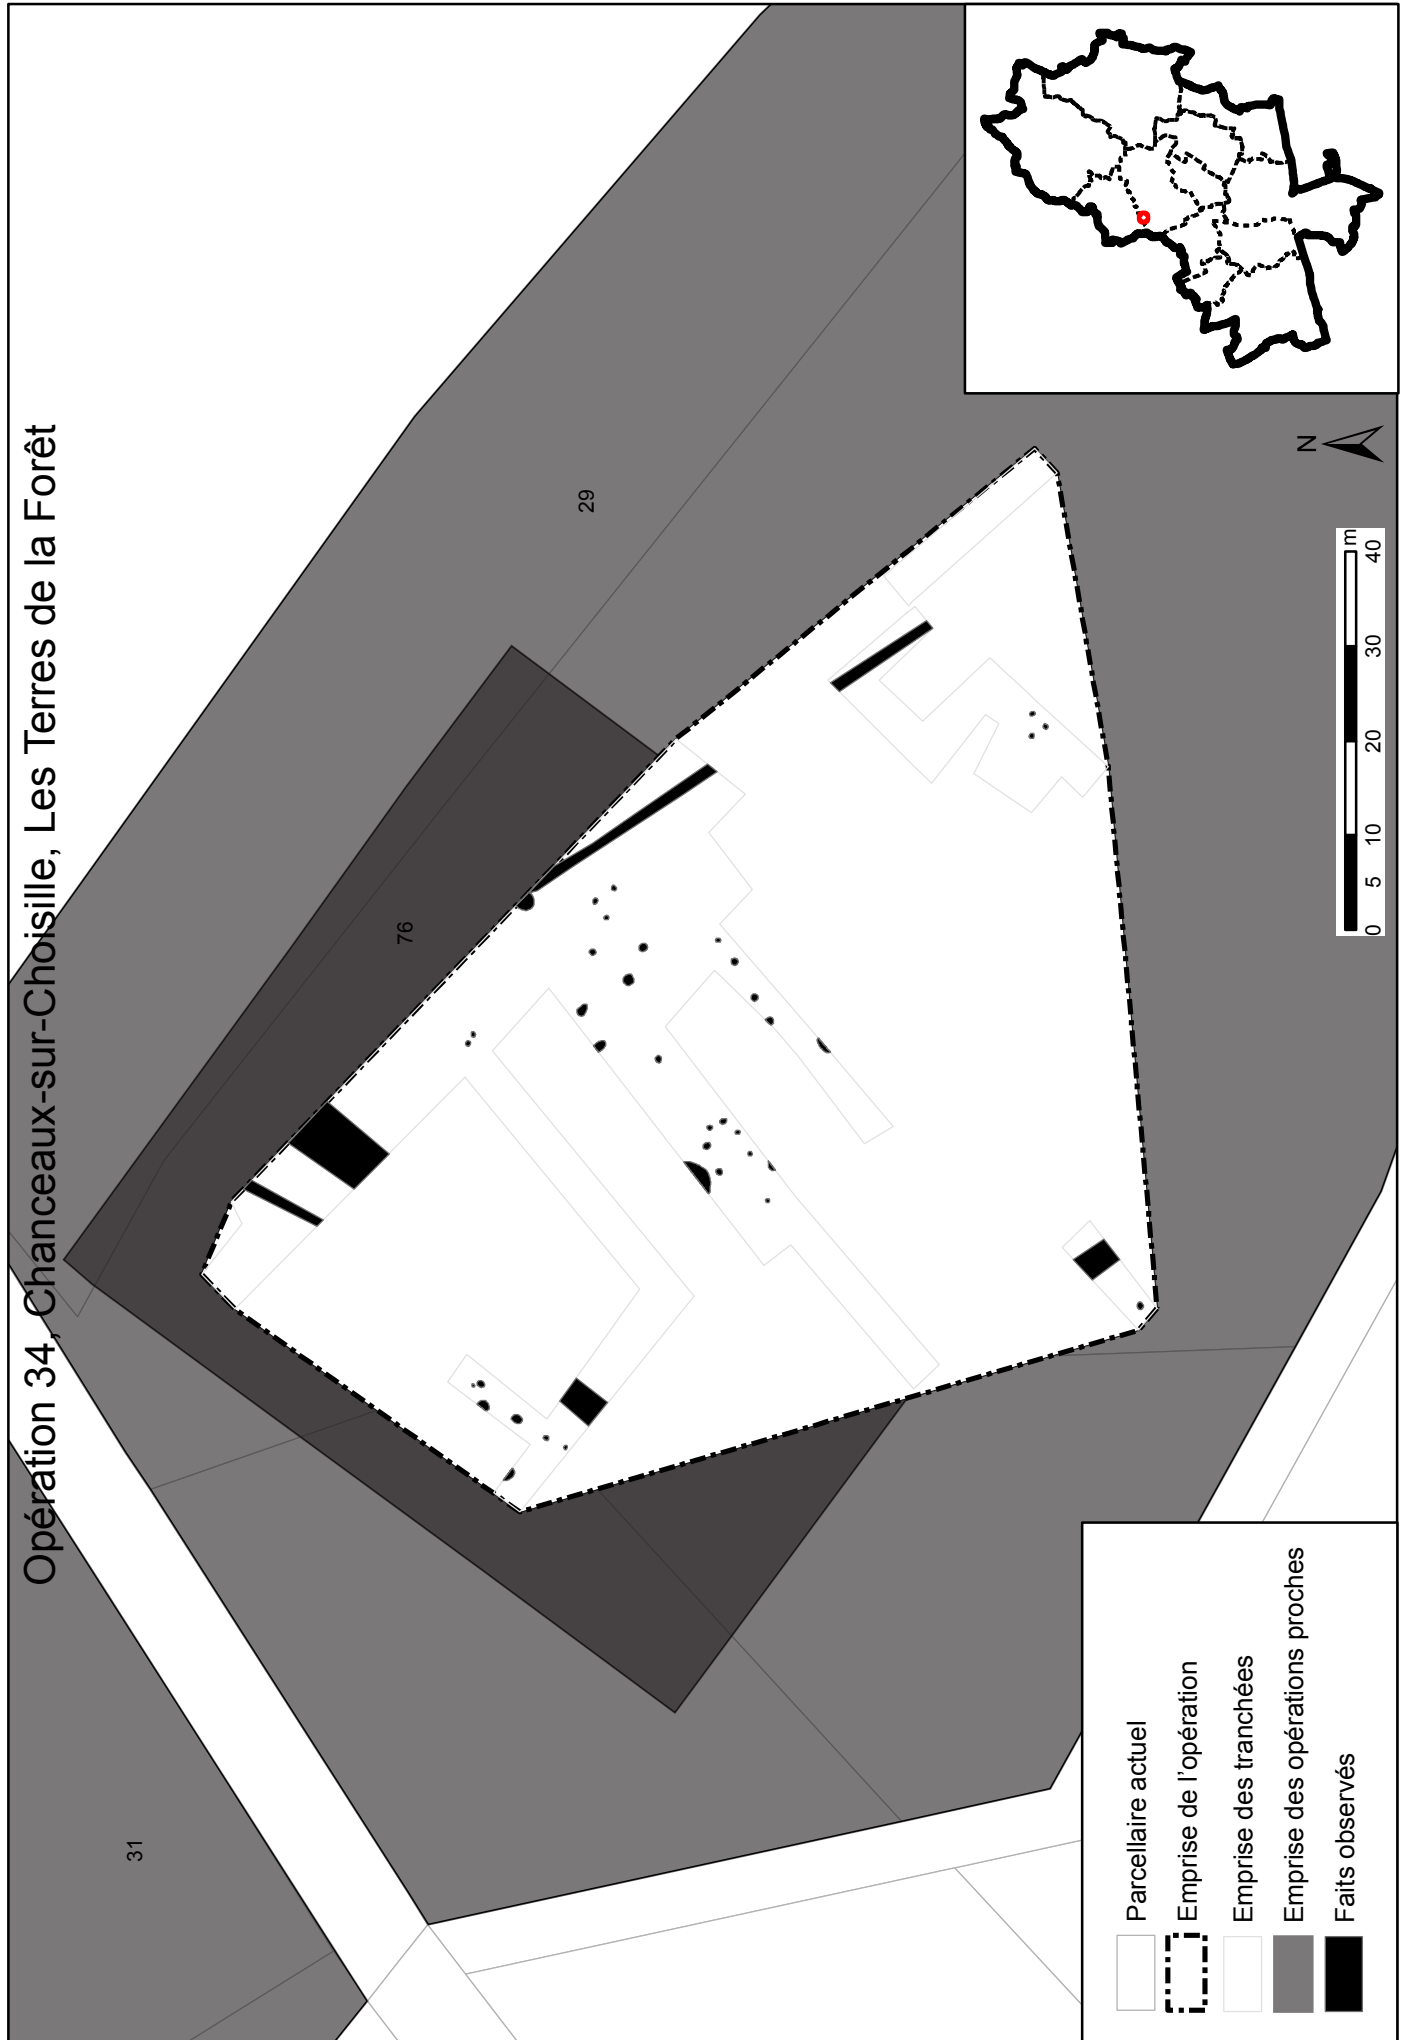 Opération 34, Chanceaux-sur-Choisille, Les Terres de la Forêt
31
76
29
N
0 5 10 20 30 40
m
Parcellaire actuel
Emprise de l'opération
Emprise des tranchées
Emprise des opérations proches
Faits observés